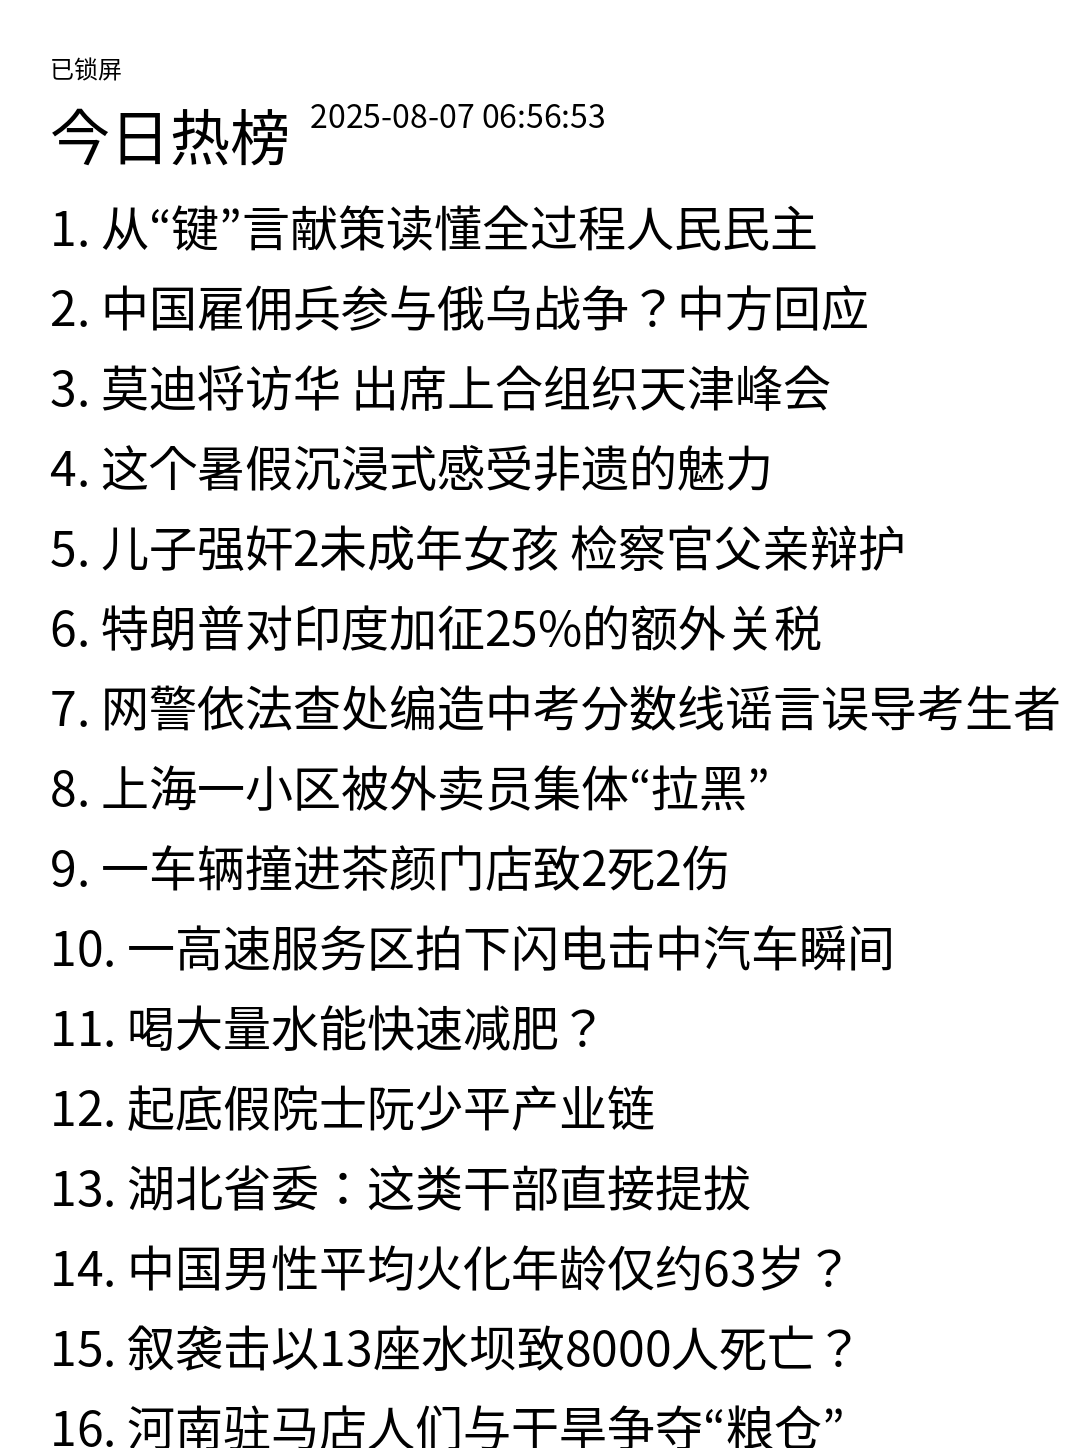 已锁屏
今日热榜 2025-08-07 06:56:53
1. 从“键”言献策读懂全过程人民民主
2. 中国雇佣兵参与俄乌战争？中方回应
3. 莫迪将访华 出席上合组织天津峰会
4. 这个暑假沉浸式感受非遗的魅力
5. 儿子强奸2未成年女孩 检察官父亲辩护
6. 特朗普对印度加征25%的额外关税
7. 网警依法查处编造中考分数线谣言误导考生者
8. 上海一小区被外卖员集体“拉黑”
9. 一车辆撞进茶颜门店致2死2伤
10. 一高速服务区拍下闪电击中汽车瞬间
11. 喝大量水能快速减肥？
12. 起底假院士阮少平产业链
13. 湖北省委：这类干部直接提拔
14. 中国男性平均火化年龄仅约63岁？
15. 叙袭击以13座水坝致8000人死亡？
16. 河南驻马店人们与干旱争夺“粮仓”